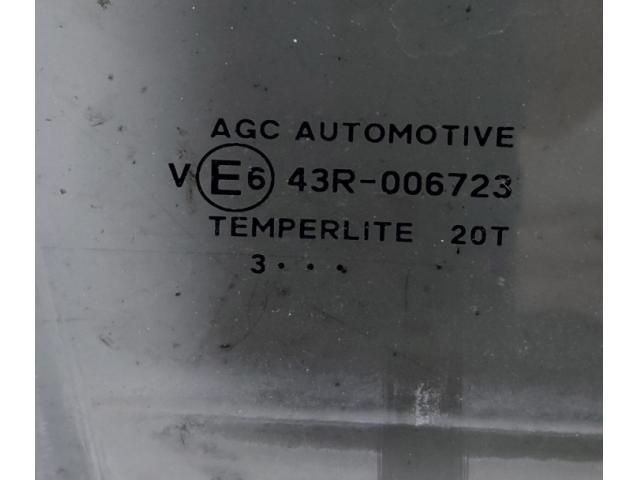 AGC AUTOMOTIVE
V E6 43R-006723
TEMPERLITE 20T
3...